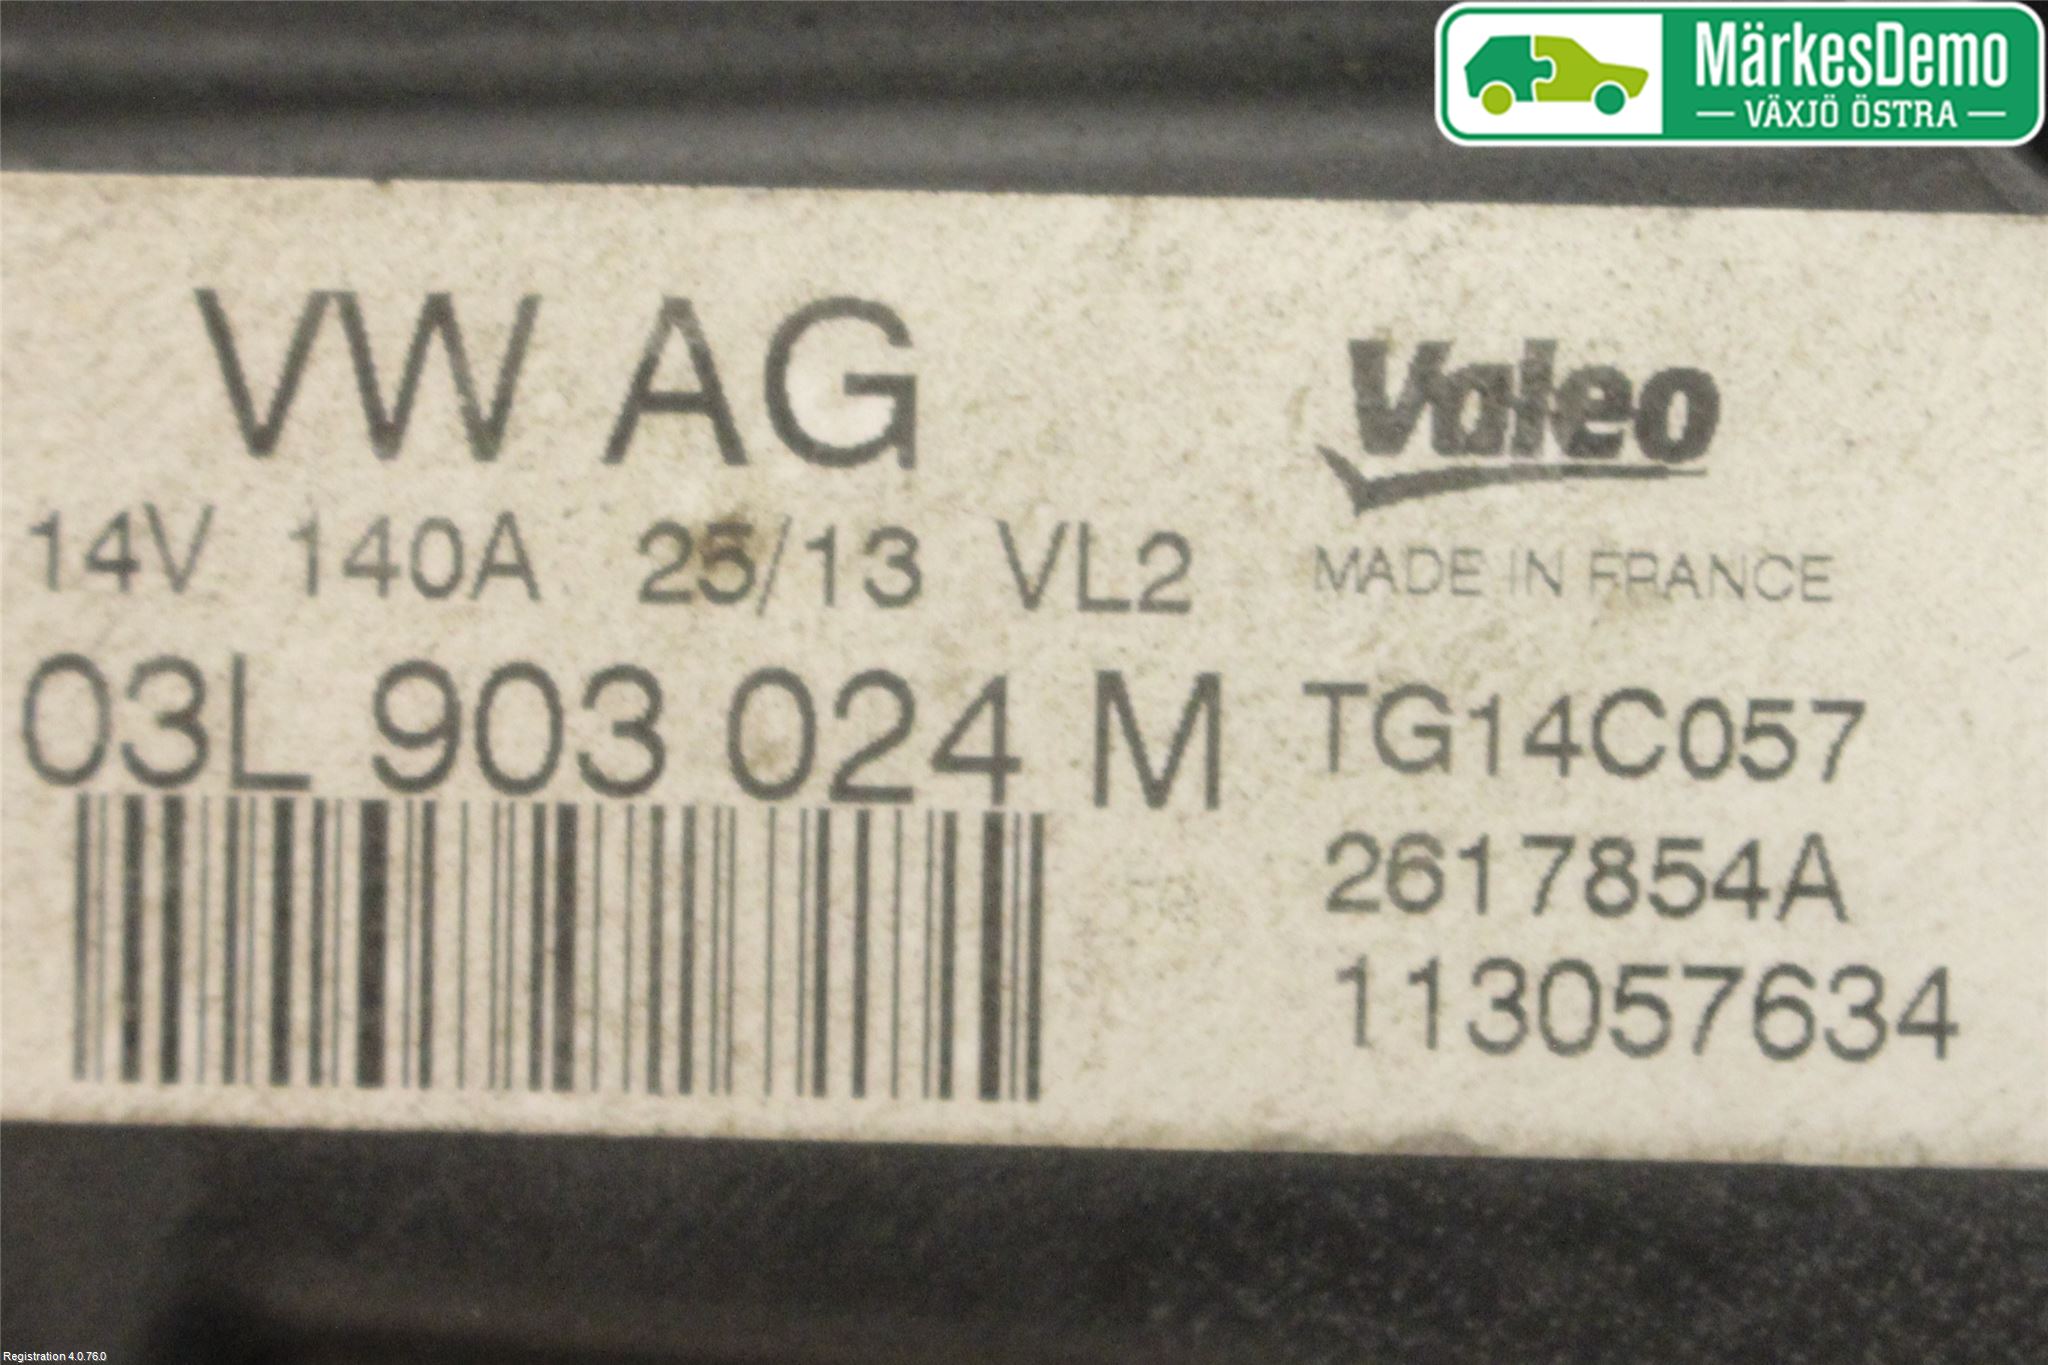 MärkesDemo
VÄXJÖ ÖSTRA
VW AG
Valeo
14V 140A 25/13 VL2
MADE IN FRANCE
03L 903 024 M
TG14C057
2617854A
113057634
Registration 4.0.76.0